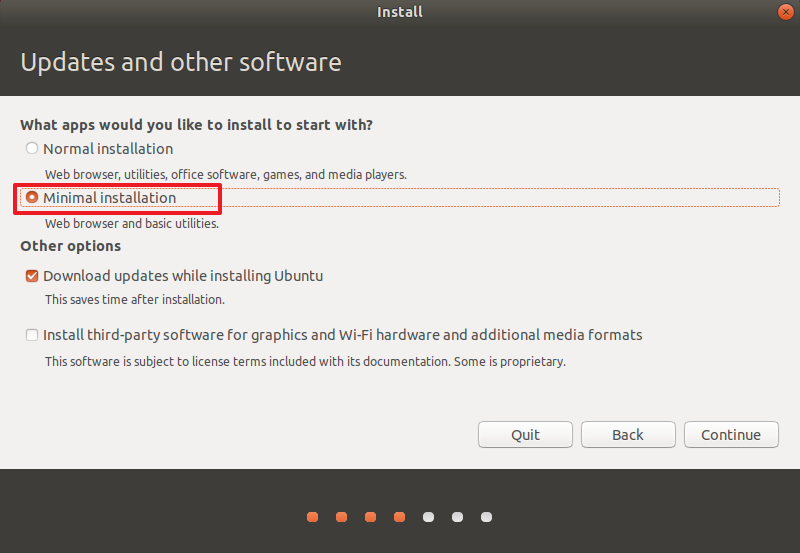 Install
Updates and other software
What apps would you like to install to start with?
Normal installation
Web browser, utilities, office software, games, and media players.
Minimal installation
Web browser and basic utilities.
Other options
Download updates while installing Ubuntu
This saves time after installation.
Install third-party software for graphics and Wi-Fi hardware and additional media formats
This software is subject to license terms included with its documentation. Some is proprietary.
Quit Back Continue